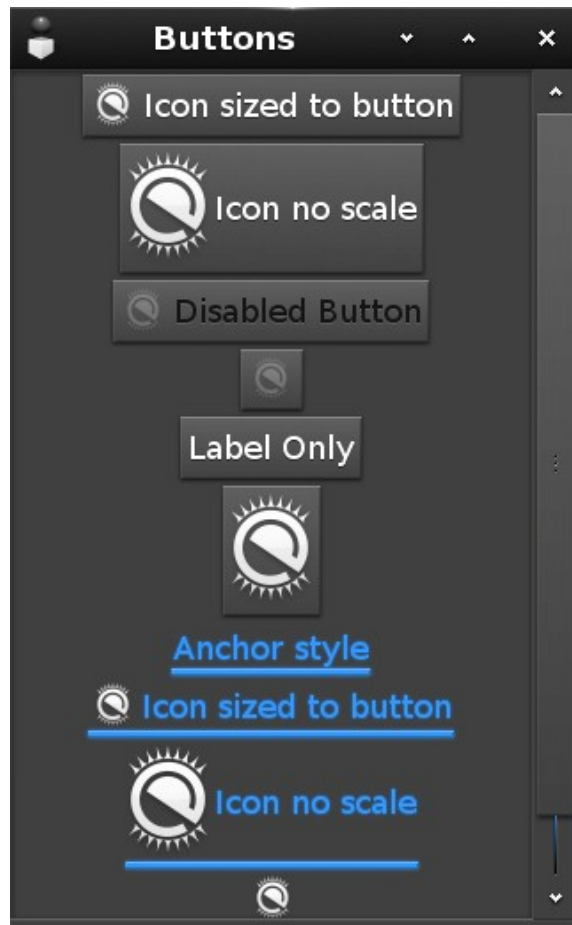 Buttons
Icon sized to button
Icon no scale
Disabled Button
Label Only
Anchor style
Icon sized to button
Icon no scale